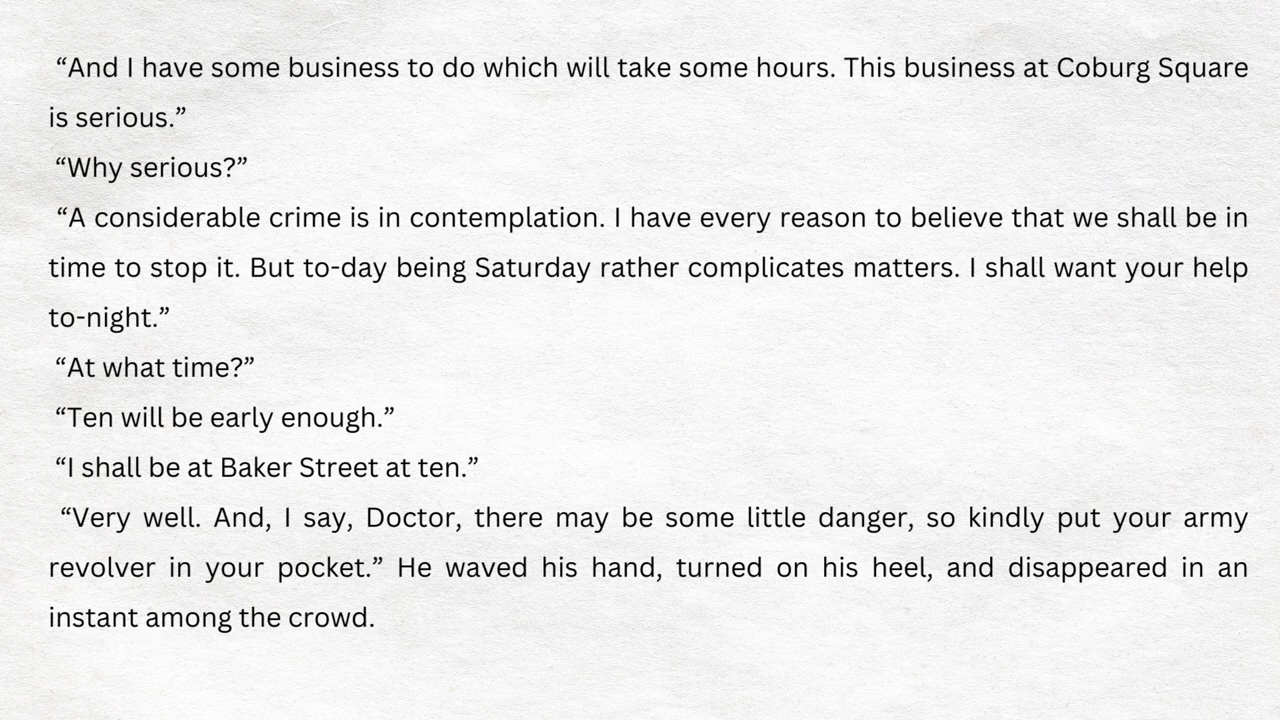 “And I have some business to do which will take some hours. This business at Coburg Square
is serious.”
“Why serious?”
“A considerable crime is in contemplation. I have every reason to believe that we shall be in
time to stop it. But to-day being Saturday rather complicates matters. I shall want your help
to-night.”
“At what time?”
“Ten will be early enough.”
“I shall be at Baker Street at ten.”
“Very well. And, I say, Doctor, there may be some little danger, so kindly put your army
revolver in your pocket.” He waved his hand, turned on his heel, and disappeared in an
instant among the crowd.